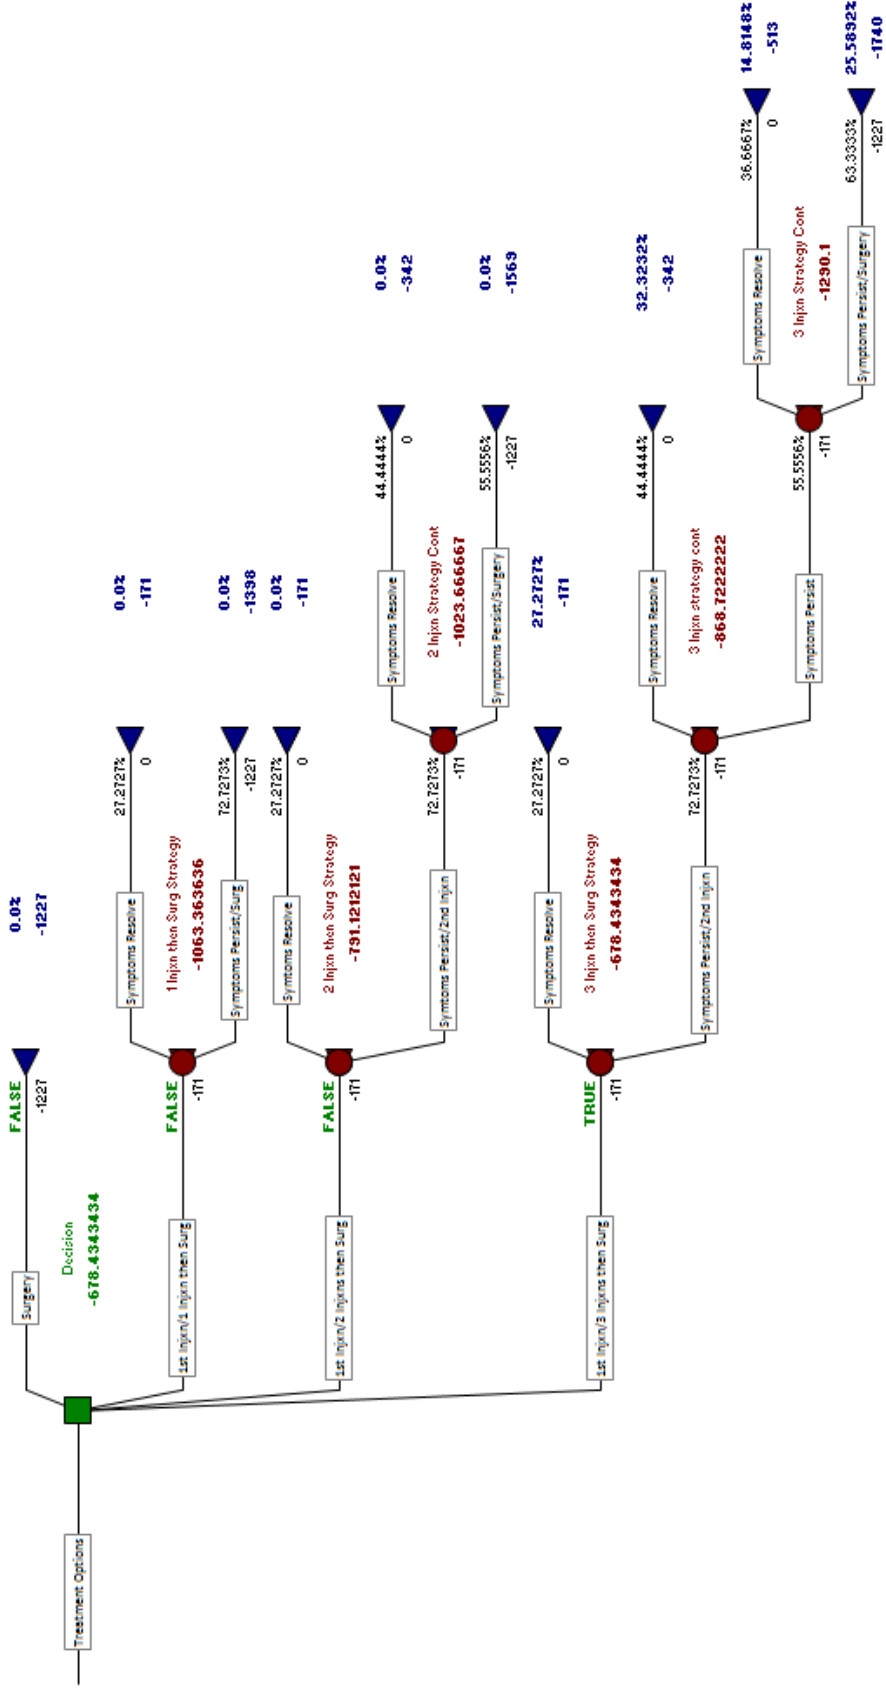 Treatment Options
Decision
-678.4343434
Surgery
FALSE
-1227
0.0%
-1227
1st Injxn/1 Injxn then Surg
FALSE
-171
1 Injxn then Surg Strategy
-1063.363636
Symptoms Resolve
27.2727%
0
0.0%
-171
Symptoms Persist/Surg
72.7273%
-1227
0.0%
-1398
1st Injxn/2 Injxns then Surg
FALSE
-171
2 Injxn then Surg Strategy
-791.1212121
Symtoms Resolve
27.2727%
0
0.0%
-171
Symtoms Persist/2nd Injxn
72.7273%
-171
2 Injxn Strategy Cont
-1023.666667
Symptoms Resolve
44.4444%
0
0.0%
-342
Symptoms Persist/Surgery
55.5556%
-1227
0.0%
-1569
1st Injxn/3 Injxns then Surg
TRUE
-171
3 Injxn then Surg Strategy
-678.4343434
Symptoms Resolve
27.2727%
0
27.2727%
-171
Symptoms Persist/2nd Injxn
72.7273%
-171
3 Injxn strategy cont
-868.7222222
Symptoms Resolve
44.4444%
0
32.3232%
-342
Symptoms Persist
55.5556%
-171
3 Injxn Strategy Cont
-1290.1
Symptoms Resolve
36.6667%
0
14.8148%
-513
Symptoms Persist/Surgery
63.3333%
-1227
25.5892%
-1740